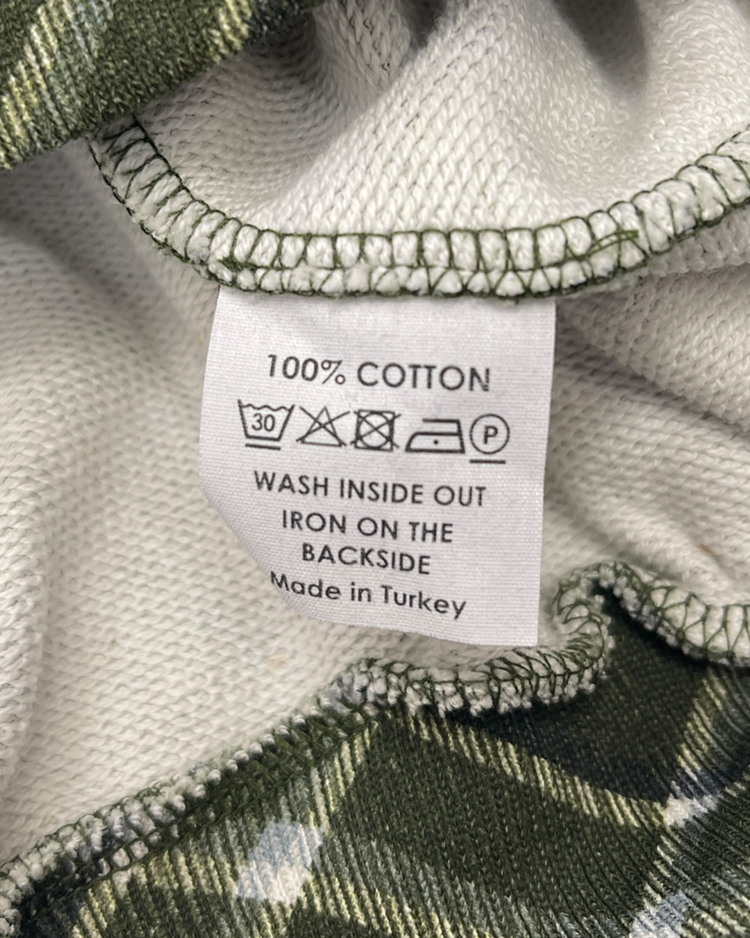 100% COTTON
30 P
WASH INSIDE OUT
IRON ON THE
BACKSIDE
Made in Turkey